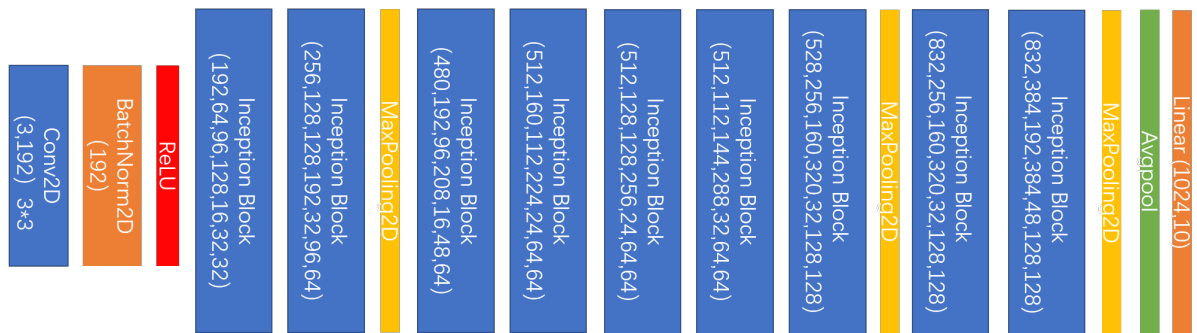 Conv2D
(3,192) 3*3
BatchNorm2D
(192)
ReLU
Inception Block
(192,64,96,128,16,32,32)
Inception Block
(256,128,128,192,32,96,64)
MaxPooling2D
Inception Block
(480,192,96,208,16,48,64)
Inception Block
(512,160,112,224,24,64,64)
Inception Block
(512,128,128,256,24,64,64)
Inception Block
(512,112,144,288,32,64,64)
Inception Block
(528,256,160,320,32,128,128)
MaxPooling2D
Inception Block
(832,256,160,320,32,128,128)
Inception Block
(832,384,192,384,48,128,128)
MaxPooling2D
Avgpool
Linear (1024,10)